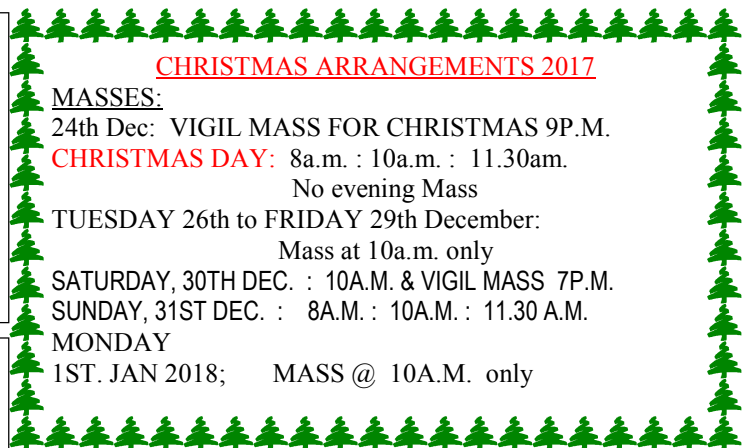 CHRISTMAS ARRANGEMENTS 2017
MASSES:
24th Dec: VIGIL MASS FOR CHRISTMAS 9P.M.
CHRISTMAS DAY: 8a.m. : 10a.m. : 11.30am.
No evening Mass
TUESDAY 26th to FRIDAY 29th December:
Mass at 10a.m. only
SATURDAY, 30TH DEC. : 10A.M. & VIGIL MASS 7P.M.
SUNDAY, 31ST DEC. : 8A.M. : 10A.M. : 11.30 A.M.
MONDAY
1ST. JAN 2018; MASS @ 10A.M. only